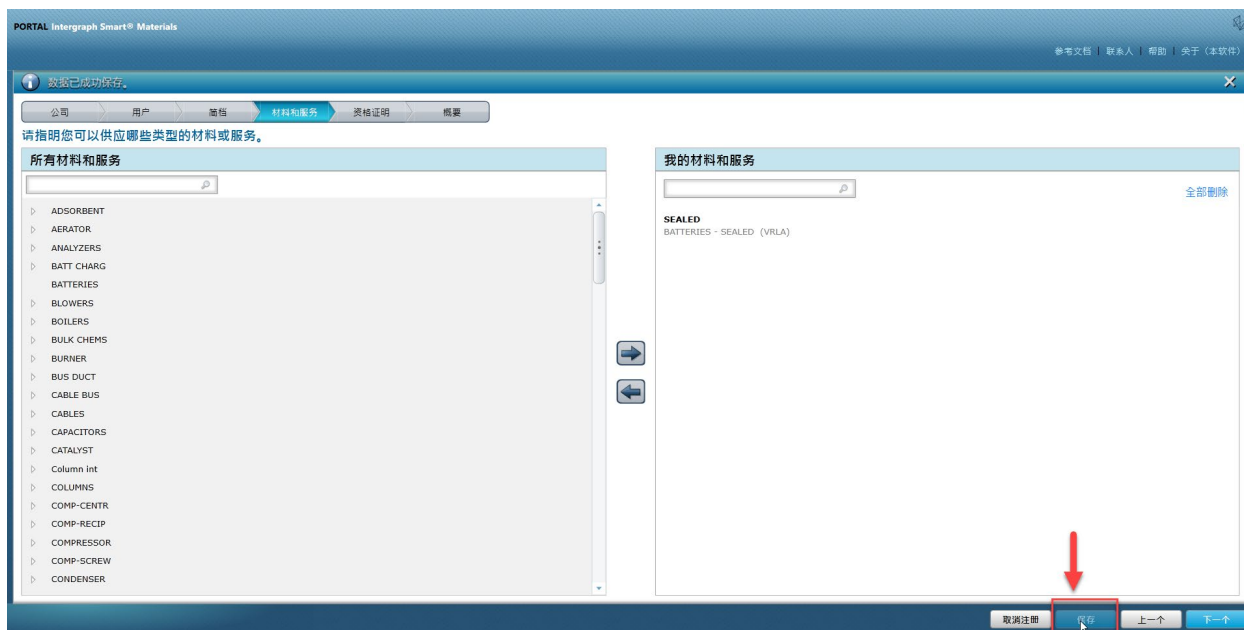 PORTAL Intergraph Smart® Materials
参考文档 | 联系人 | 帮助 | 关于（本软件）
数据已成功保存。
公司 用户 简档 材料和服务 资格证明 概要
请指明您可以供应哪些类型的材料或服务。
所有材料和服务
ADSORBENT
AERATOR
ANALYZERS
BATT CHARG
BATTERIES
BLOWERS
BOILERS
BULK CHEMS
BURNER
BUS DUCT
CABLE BUS
CABLES
CAPACITORS
CATALYST
Column int
COLUMNS
COMP-CENTR
COMP-RECIP
COMPRESSOR
COMP-SCREW
CONDENSER
我的材料和服务
全部删除
SEALED
BATTERIES - SEALED (VRLA)
取消注册 保存 上一个 下一个